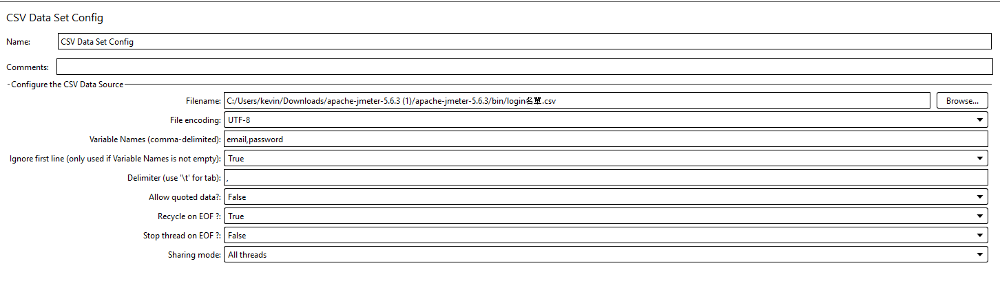 CSV Data Set Config
Name: CSV Data Set Config
Comments:
Configure the CSV Data Source
Filename: C:/Users/kevin/Downloads/apache-jmeter-5.6.3 (1)/apache-jmeter-5.6.3/bin/login名單.csv Browse...
File encoding: UTF-8
Variable Names (comma-delimited): email,password
Ignore first line (only used if Variable Names is not empty): True
Delimiter (use '\t' for tab): ,
Allow quoted data?: False
Recycle on EOF ?: True
Stop thread on EOF ?: False
Sharing mode: All threads